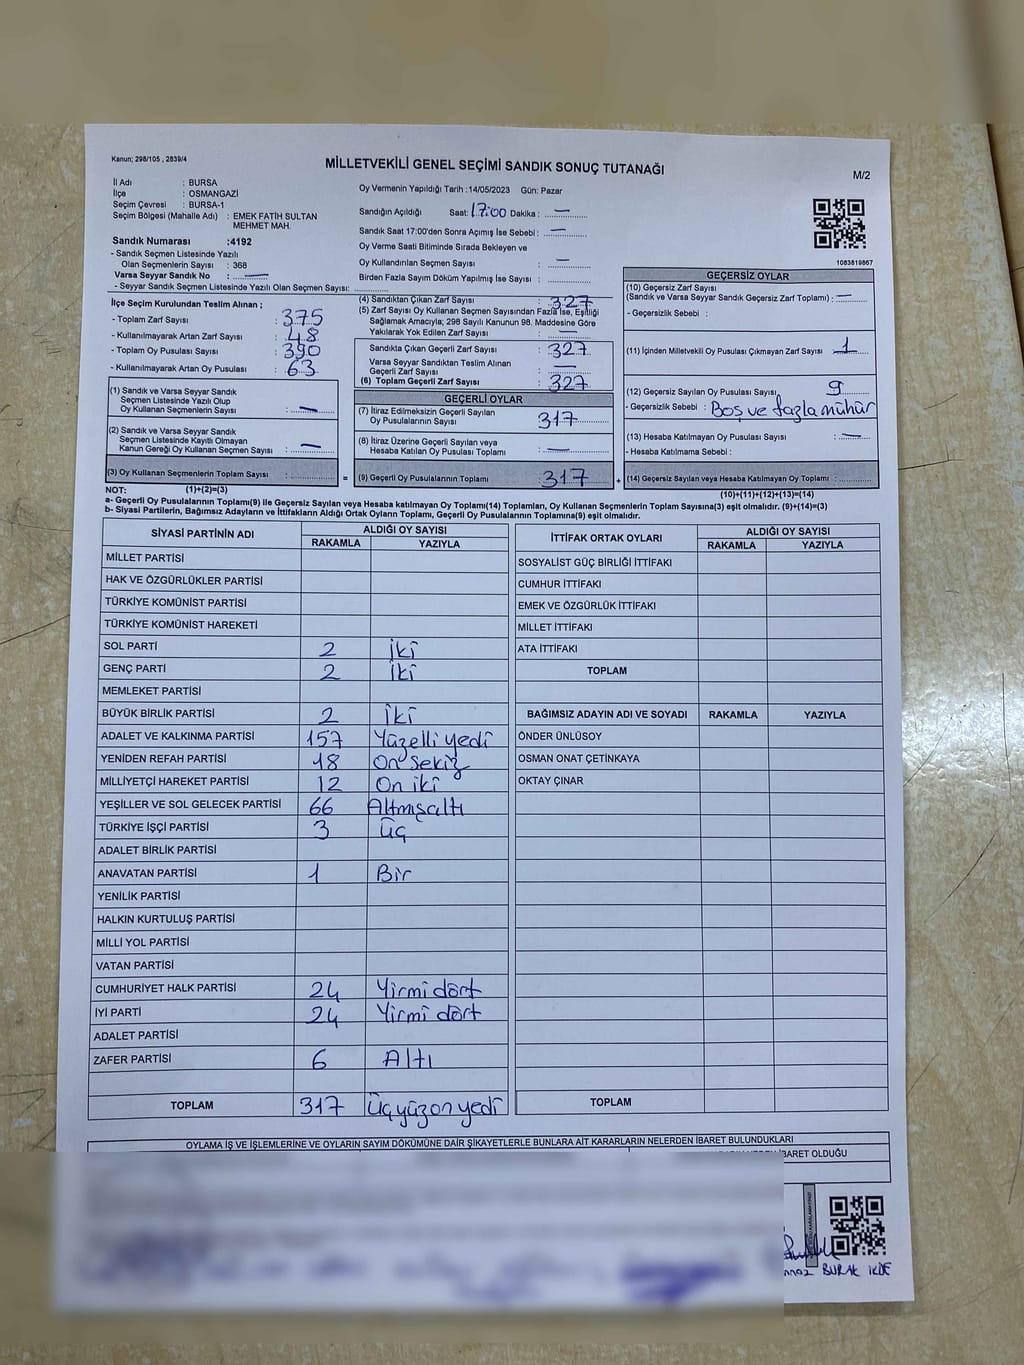 Kanun; 298/105 , 2839/4
MİLLETVEKİLİ GENEL SEÇİMİ SANDIK SONUÇ TUTANAĞI
M/2
İl Adı : BURSA
İlçe : OSMANGAZİ
Seçim Çevresi : BURSA-1
Seçim Bölgesi (Mahalle Adı) : EMEK FATİH SULTAN
MEHMET MAH.
Sandık Numarası :4192
- Sandık Seçmen Listesinde Yazılı
Olan Seçmenlerin Sayısı : 368
Varsa Seyyar Sandık No : —
- Seyyar Sandık Seçmen Listesinde Yazılı Olan Seçmen Sayısı:
Oy Vermenin Yapıldığı Tarih :14/05/2023 Gün: Pazar
Sandığın Açıldığı Saat: 17:00 Dakika : —
Sandık Saat 17:00'den Sonra Açımış İse Sebebi : —
Oy Verme Saati Bitiminde Sırada Bekleyen ve
Oy Kullandırılan Seçmen Sayısı : —
Birden Fazla Sayım Döküm Yapılmış İse Sayısı :
1083819867
İlçe Seçim Kurulundan Teslim Alınan ;
- Toplam Zarf Sayısı : 375
- Kullanılmayarak Artan Zarf Sayısı : 48
- Toplam Oy Pusulası Sayısı : 390
- Kullanılmayarak Artan Oy Pusulası : 63
(1) Sandık ve Varsa Seyyar Sandık
Seçmen Listesinde Yazılı Olup
Oy Kullanan Seçmenlerin Sayısı : —
(2) Sandık ve Varsa Seyyar Sandık
Seçmen Listesinde Kayıtlı Olmayan
Kanun Gereği Oy Kullanan Seçmen Sayısı : —
(3) Oy Kullanan Seçmenlerin Toplam Sayısı :
(4) Sandıktan Çıkan Zarf Sayısı : 327
(5) Zarf Sayısı Oy Kullanan Seçmen Sayısından Fazla İse, Eşitliği
Sağlamak Amacıyla; 298 Sayılı Kanunun 98. Maddesine Göre
Yakılarak Yok Edilen Zarf Sayısı : —
Sandıkta Çıkan Geçerli Zarf Sayısı : 327
Varsa Seyyar Sandıktan Teslim Alınan
Geçerli Zarf Sayısı : —
(6) Toplam Geçerli Zarf Sayısı : 327
GEÇERLİ OYLAR
(7) İtiraz Edilmeksizin Geçerli Sayılan
Oy Pusulalarının Sayısı : 317
(8) İtiraz Üzerine Geçerli Sayılan veya
Hesaba Katılan Oy Pusulası Toplamı : —
= (9) Geçerli Oy Pusulalarının Toplamı 317 +
GEÇERSİZ OYLAR
(10) Geçersiz Zarf Sayısı
(Sandık ve Varsa Seyyar Sandık Geçersiz Zarf Toplamı) : —
- Geçersizlik Sebebi :
(11) İçinden Milletvekili Oy Pusulası Çıkmayan Zarf Sayısı 1
(12) Geçersiz Sayılan Oy Pusulası Sayısı 9
- Geçersizlik Sebebi : Boş ve fazla mühür
(13) Hesaba Katılmayan Oy Pusulası Sayısı : —
- Hesaba Katılmama Sebebi :
(14) Geçersiz Sayılan veya Hesaba Katılmayan Oy Toplamı :
NOT: (1)+(2)=(3)
(10)+(11)+(12)+(13)=(14)
a- Geçerli Oy Pusulalarının Toplamı(9) ile Geçersiz Sayılan veya Hesaba katılmayan Oy Toplamı(14) Toplamları, Oy Kullanan Seçmenlerin Toplam Sayısına(3) eşit olmalıdır. (9)+(14)=(3)
b- Siyasi Partilerin, Bağımsız Adayların ve İttifakların Aldığı Ortak Oyların Toplamı, Geçerli Oy Pusulalarının Toplamına(9) eşit olmalıdır.
SİYASİ PARTİNİN ADI ALDIĞI OY SAYISI
RAKAMLA YAZIYLA
MİLLET PARTİSİ
HAK VE ÖZGÜRLÜKLER PARTİSİ
TÜRKİYE KOMÜNİST PARTİSİ
TÜRKİYE KOMÜNİST HAREKETİ
SOL PARTİ 2 İki
GENÇ PARTİ 2 İki
MEMLEKET PARTİSİ
BÜYÜK BİRLİK PARTİSİ 2 İki
ADALET VE KALKINMA PARTİSİ 157 Yüzelli yedi
YENİDEN REFAH PARTİSİ 18 On sekiz
MİLLİYETÇİ HAREKET PARTİSİ 12 On iki
YEŞİLLER VE SOL GELECEK PARTİSİ 66 Altmışaltı
TÜRKİYE İŞÇİ PARTİSİ 3 Üç
ADALET BİRLİK PARTİSİ
ANAVATAN PARTİSİ 1 Bir
YENİLİK PARTİSİ
HALKIN KURTULUŞ PARTİSİ
MİLLİ YOL PARTİSİ
VATAN PARTİSİ
CUMHURİYET HALK PARTİSİ 24 Yirmi dört
İYİ PARTİ 24 Yirmi dört
ADALET PARTİSİ
ZAFER PARTİSİ 6 Altı
TOPLAM 317 Üçyüzonyedi
İTTİFAK ORTAK OYLARI ALDIĞI OY SAYISI
RAKAMLA YAZIYLA
SOSYALİST GÜÇ BİRLİĞİ İTTİFAKI
CUMHUR İTTİFAKI
EMEK VE ÖZGÜRLÜK İTTİFAKI
MİLLET İTTİFAKI
ATA İTTİFAKI
TOPLAM
BAĞIMSIZ ADAYIN ADI VE SOYADI RAKAMLA YAZIYLA
ÖNDER ÜNLÜSOY
OSMAN ONAT ÇETİNKAYA
OKTAY ÇINAR
TOPLAM
OYLAMA İŞ VE İŞLEMLERİNE VE OYLARIN SAYIM DÖKÜMÜNE DAİR ŞİKAYETLERLE BUNLARA AİT KARARLARIN NELERDEN İBARET BULUNDUKLARI
İBARET OLDUĞU
BURAK